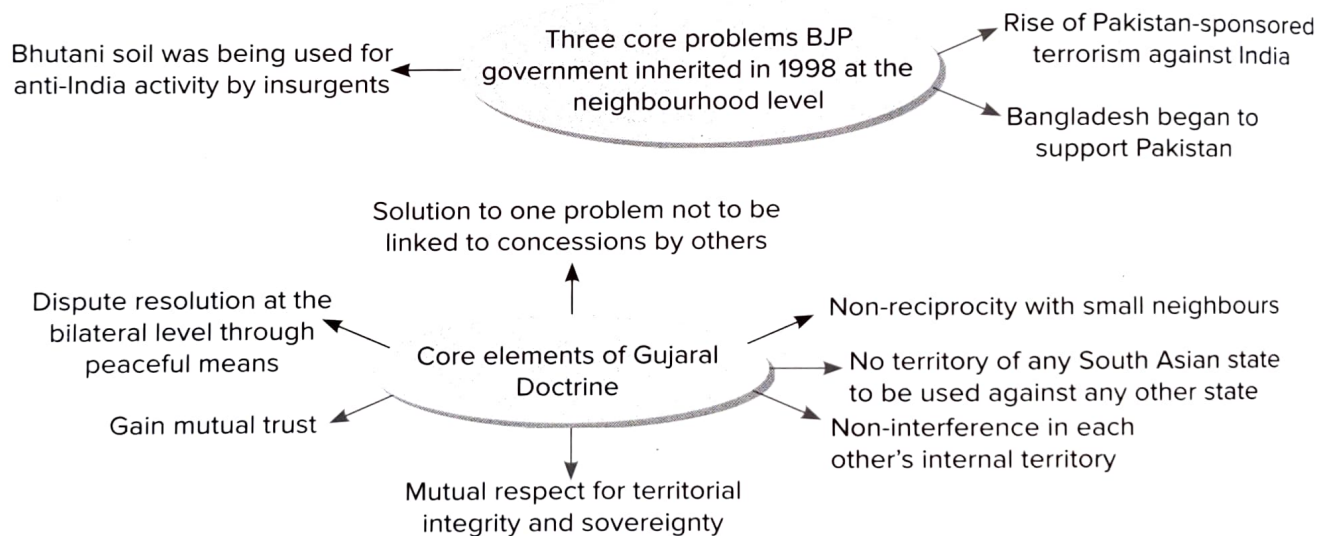 Three core problems BJP
government inherited in 1998 at the
neighbourhood level
Bhutani soil was being used for
anti-India activity by insurgents
Rise of Pakistan-sponsored
terrorism against India
Bangladesh began to
support Pakistan
Solution to one problem not to be
linked to concessions by others
Dispute resolution at the
bilateral level through
peaceful means
Core elements of Gujaral
Doctrine
Non-reciprocity with small neighbours
No territory of any South Asian state
to be used against any other state
Gain mutual trust
Non-interference in each
other's internal territory
Mutual respect for territorial
integrity and sovereignty